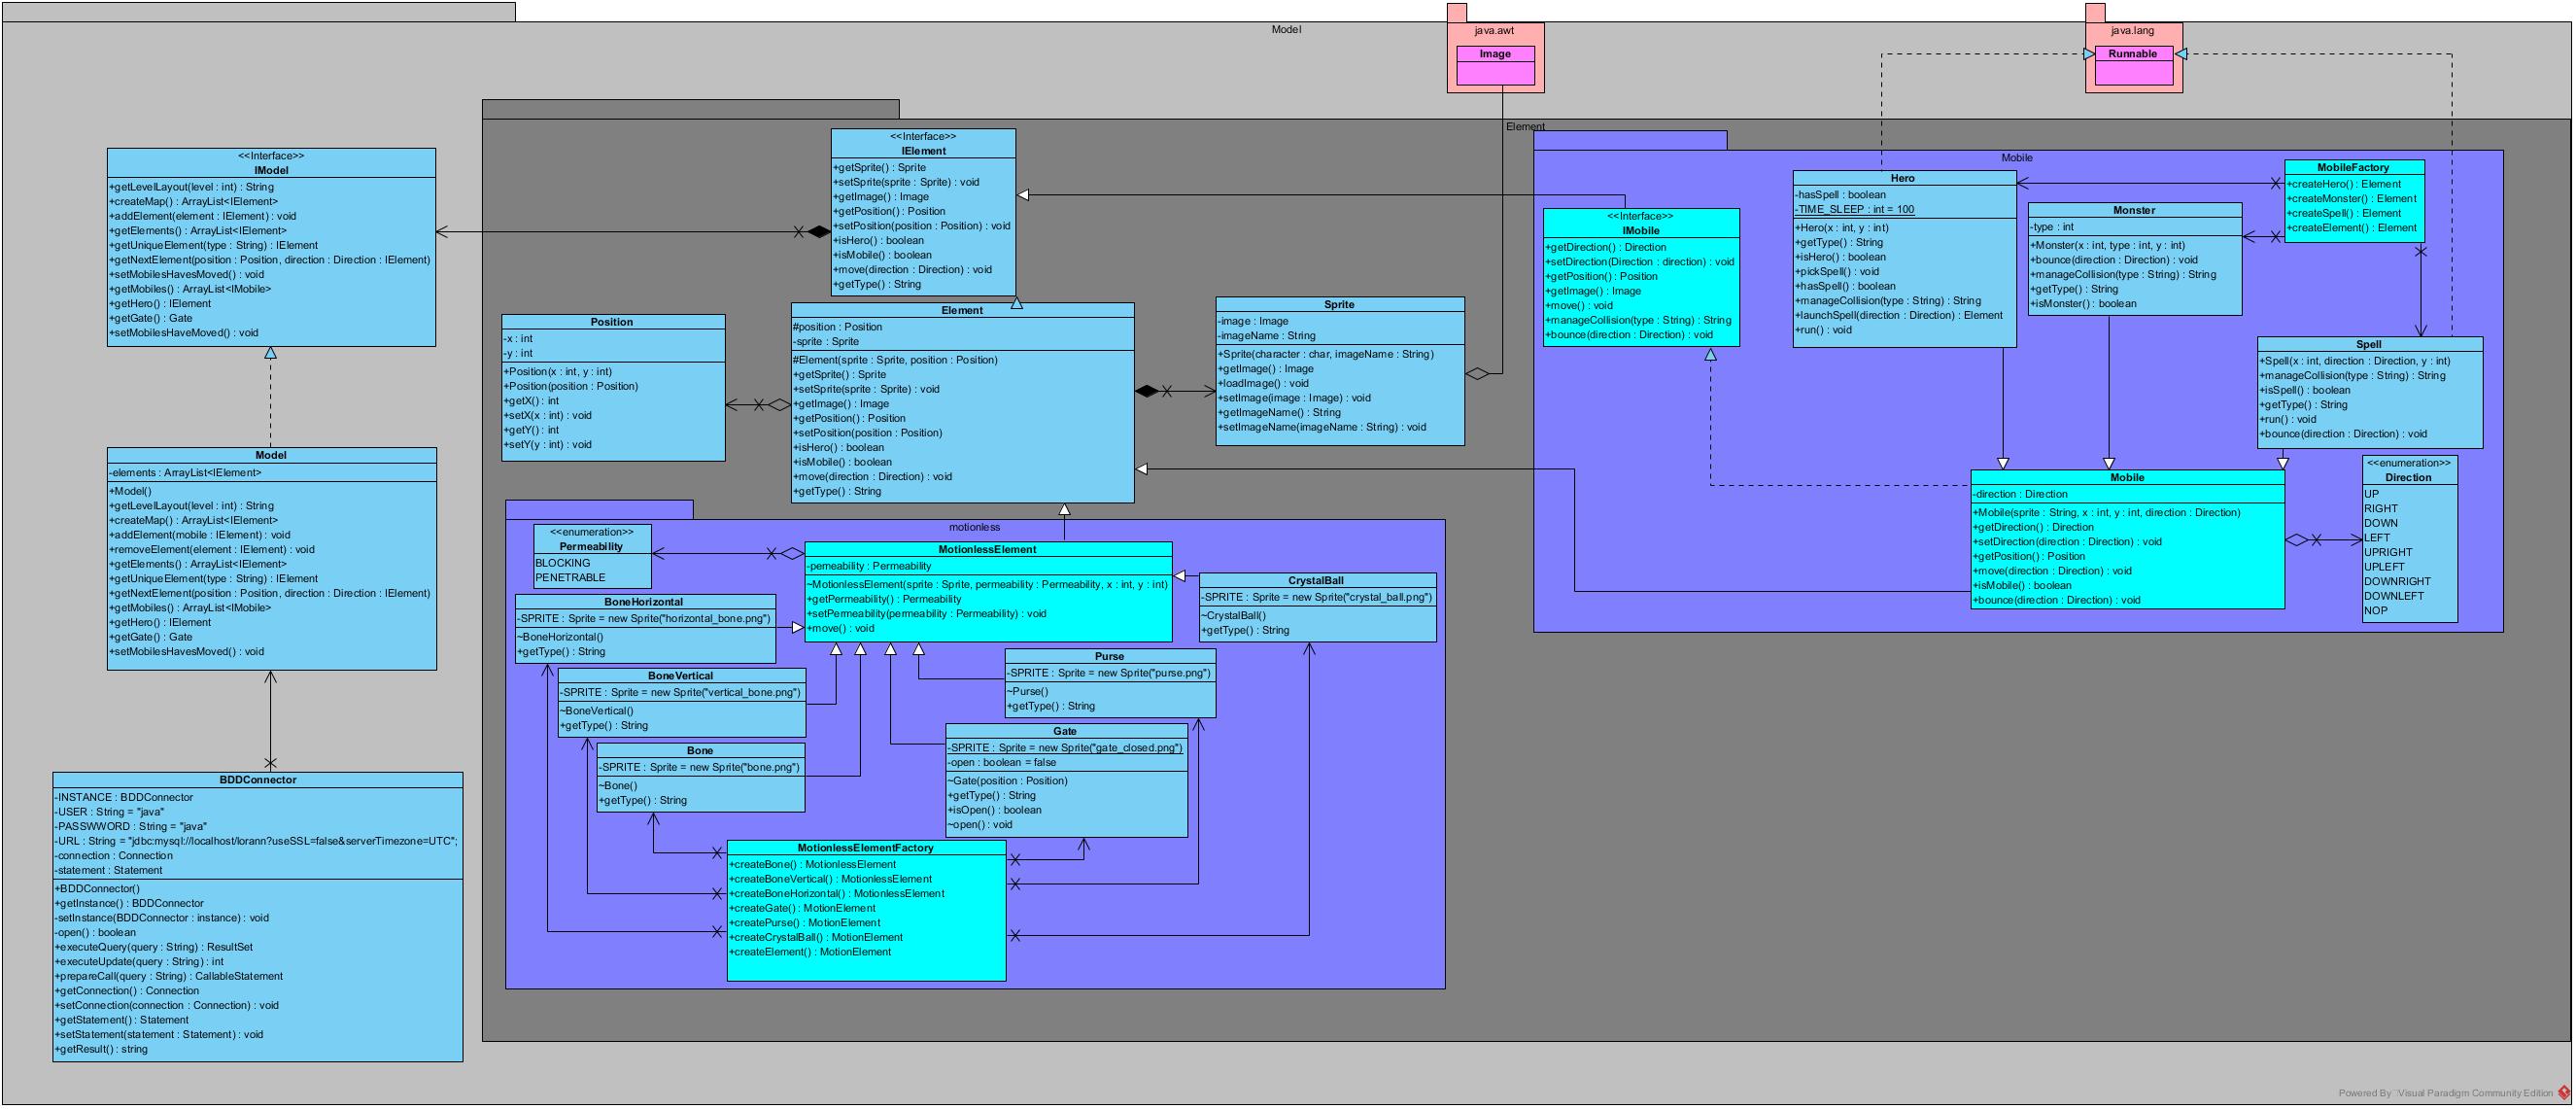 Model
java.awt
Image
java.lang
Runnable
Element
<<Interface>>
IModel
+getLevelLayout(level : int) : String
+createMap() : ArrayList<IElement>
+addElement(element : IElement) : void
+getElements() : ArrayList<IElement>
+getUniqueElement(type : String) : IElement
+getNextElement(position : Position, direction : Direction : IElement)
+setMobilesHavesMoved() : void
+getMobiles() : ArrayList<IMobile>
+getHero() : IElement
+getGate() : Gate
+setMobilesHaveMoved() : void
Model
-elements : ArrayList<IElement>
+Model()
+getLevelLayout(level : int) : String
+createMap() : ArrayList<IElement>
+addElement(mobile : IElement) : void
+removeElement(element : IElement) : void
+getElements() : ArrayList<IElement>
+getUniqueElement(type : String) : IElement
+getNextElement(position : Position, direction : Direction : IElement)
+getMobiles() : ArrayList<IMobile>
+getHero() : IElement
+getGate() : Gate
+setMobilesHavesMoved() : void
BDDConnector
-INSTANCE : BDDConnector
-USER : String = "java"
-PASSWWORD : String = "java"
-URL : String = "jdbc:mysql://localhost/lorann?useSSL=false&serverTimezone=UTC";
-connection : Connection
-statement : Statement
+BDDConnector()
+getInstance() : BDDConnector
-setInstance(BDDConnector : instance) : void
-open() : boolean
+executeQuery(query : String) : ResultSet
+executeUpdate(query : String) : int
+prepareCall(query : String) : CallableStatement
+getConnection() : Connection
+setConnection(connection : Connection) : void
+getStatement() : Statement
+setStatement(statement : Statement) : void
+getResult() : string
<<Interface>>
IElement
+getSprite() : Sprite
+setSprite(sprite : Sprite) : void
+getImage() : Image
+getPosition() : Position
+setPosition(position : Position) : void
+isHero() : boolean
+isMobile() : boolean
+move(direction : Direction) : void
+getType() : String
Position
-x : int
-y : int
+Position(x : int, y : int)
+Position(position : Position)
+getX() : int
+setX(x : int) : void
+getY() : int
+setY(y : int) : void
Element
#position : Position
-sprite : Sprite
#Element(sprite : Sprite, position : Position)
+getSprite() : Sprite
+setSprite(sprite : Sprite) : void
+getImage() : Image
+getPosition() : Position
+setPosition(position : Position)
+isHero() : boolean
+isMobile() : boolean
+move(direction : Direction) : void
+getType() : String
Sprite
-image : Image
-imageName : String
+Sprite(character : char, imageName : String)
+getImage() : Image
+loadImage() : void
+setImage(image : Image) : void
+getImageName() : String
+setImageName(imageName : String) : void
motionless
<<enumeration>>
Permeability
BLOCKING
PENETRABLE
MotionlessElement
-pemeability : Permeability
~MotionlessElement(sprite : Sprite, permeability : Permeability, x : int, y : int)
+getPermeability() : Permeability
+setPermeability(permeability : Permeability) : void
+move() : void
CrystalBall
-SPRITE : Sprite = new Sprite("crystal_ball.png")
~CrystalBall()
+getType() : String
BoneHorizontal
-SPRITE : Sprite = new Sprite("horizontal_bone.png")
~BoneHorizontal()
+getType() : String
BoneVertical
-SPRITE : Sprite = new Sprite("vertical_bone.png")
~BoneVertical()
+getType() : String
Purse
-SPRITE : Sprite = new Sprite("purse.png")
~Purse()
+getType() : String
Bone
-SPRITE : Sprite = new Sprite("bone.png")
~Bone()
+getType() : String
Gate
-SPRITE : Sprite = new Sprite("gate_closed.png")
-open : boolean = false
~Gate(position : Position)
+getType() : String
+isOpen() : boolean
~open() : void
MotionlessElementFactory
+createBone() : MotionlessElement
+createBoneVertical() : MotionlessElement
+createBoneHorizontal() : MotionlessElement
+createGate() : MotionElement
+createPurse() : MotionElement
+createCrystalBall() : MotionElement
+createElement() : MotionElement
Mobile
<<Interface>>
IMobile
+getDirection() : Direction
+setDirection(Direction : direction) : void
+getPosition() : Position
+getImage() : Image
+move() : void
+manageCollision(type : String) : String
+bounce(direction : Direction) : void
Hero
-hasSpell : boolean
-TIME_SLEEP : int = 100
+Hero(x : int, y : int)
+getType() : String
+isHero() : boolean
+pickSpell() : void
+hasSpell() : boolean
+manageCollision(type : String) : String
+launchSpell(direction : Direction) : Element
+run() : void
Monster
-type : int
+Monster(x : int, type : int, y : int)
+bounce(direction : Direction) : void
+manageCollision(type : String) : String
+getType() : String
+isMonster() : boolean
MobileFactory
+createHero() : Element
+createMonster() : Element
+createSpell() : Element
+createElement() : Element
Spell
+Spell(x : int, direction : Direction, y : int)
+manageCollision(type : String) : String
+isSpell() : boolean
+getType() : String
+run() : void
+bounce(direction : Direction) : void
Mobile
-direction : Direction
+Mobile(sprite : String, x : int, y : int, direction : Direction)
+getDirection() : Direction
+setDirection(direction : Direction) : void
+getPosition() : Position
+move(direction : Direction) : void
+isMobile() : boolean
+bounce(direction : Direction) : void
<<enumeration>>
Direction
UP
RIGHT
DOWN
LEFT
UPRIGHT
UPLEFT
DOWNRIGHT
DOWNLEFT
NOP
Powered By Visual Paradigm Community Edition